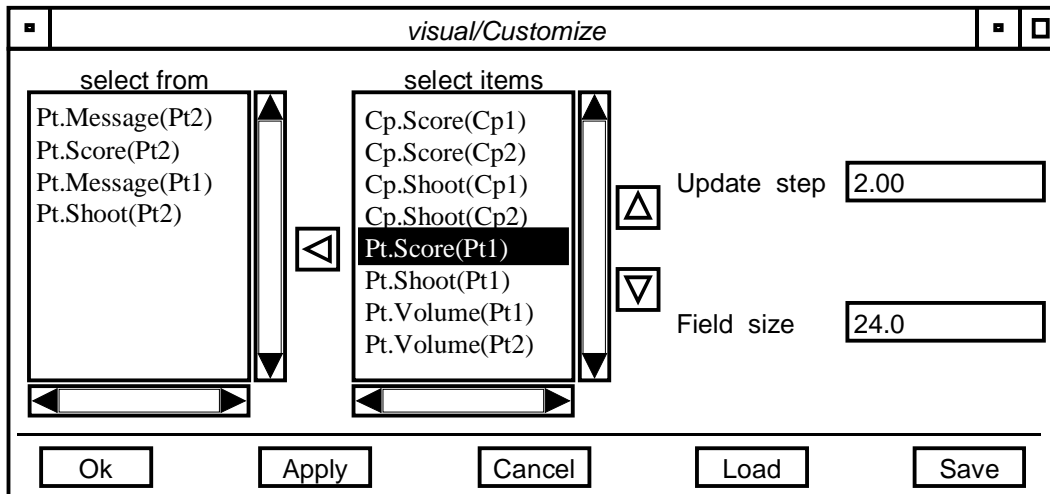 visual/Customize
select from
Pt.Message(Pt2)
Pt.Score(Pt2)
Pt.Message(Pt1)
Pt.Shoot(Pt2)
select items
Cp.Score(Cp1)
Cp.Score(Cp2)
Cp.Shoot(Cp1)
Cp.Shoot(Cp2)
Pt.Score(Pt1)
Pt.Shoot(Pt1)
Pt.Volume(Pt1)
Pt.Volume(Pt2)
Update step 2.00
Field size 24.0
Ok Apply Cancel Load Save